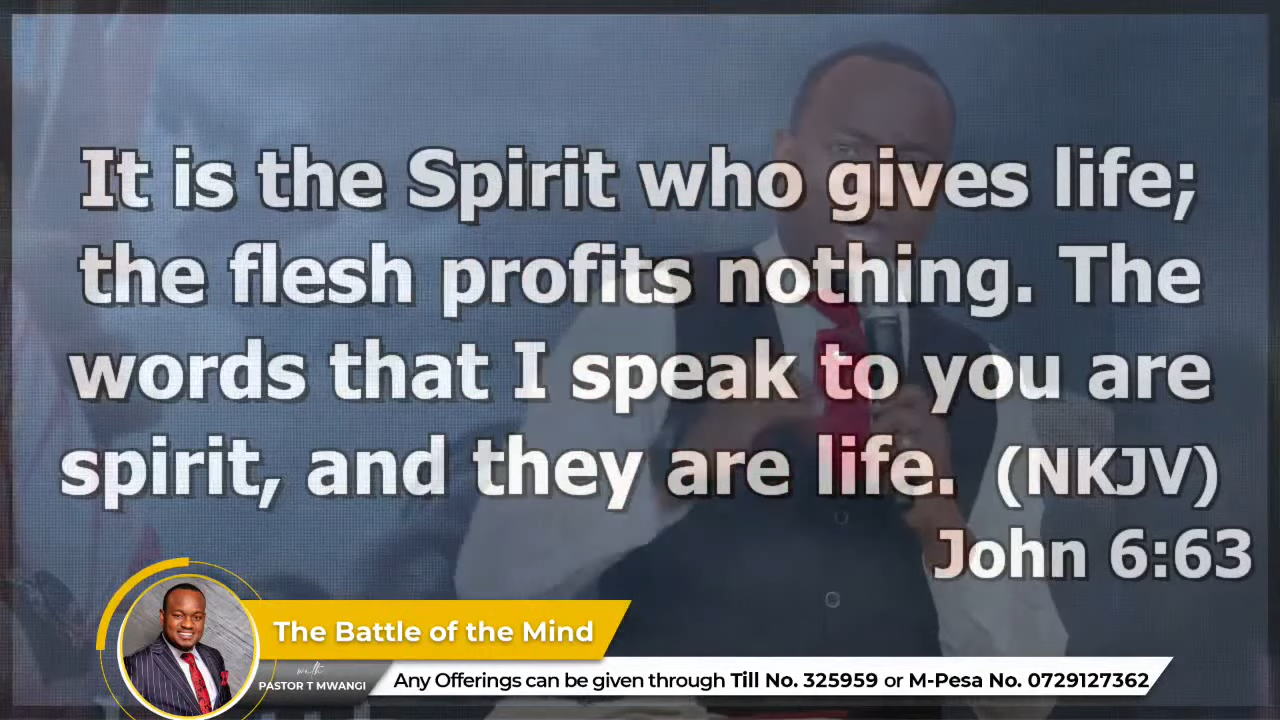 It is the Spirit who gives life;
the flesh profits nothing. The
words that I speak to you are
spirit, and they are life. (NKJV)
John 6:63
The Battle of the Mind
with
PASTOR T MWANGI
Any Offerings can be given through Till No. 325959 or M-Pesa No. 0729127362